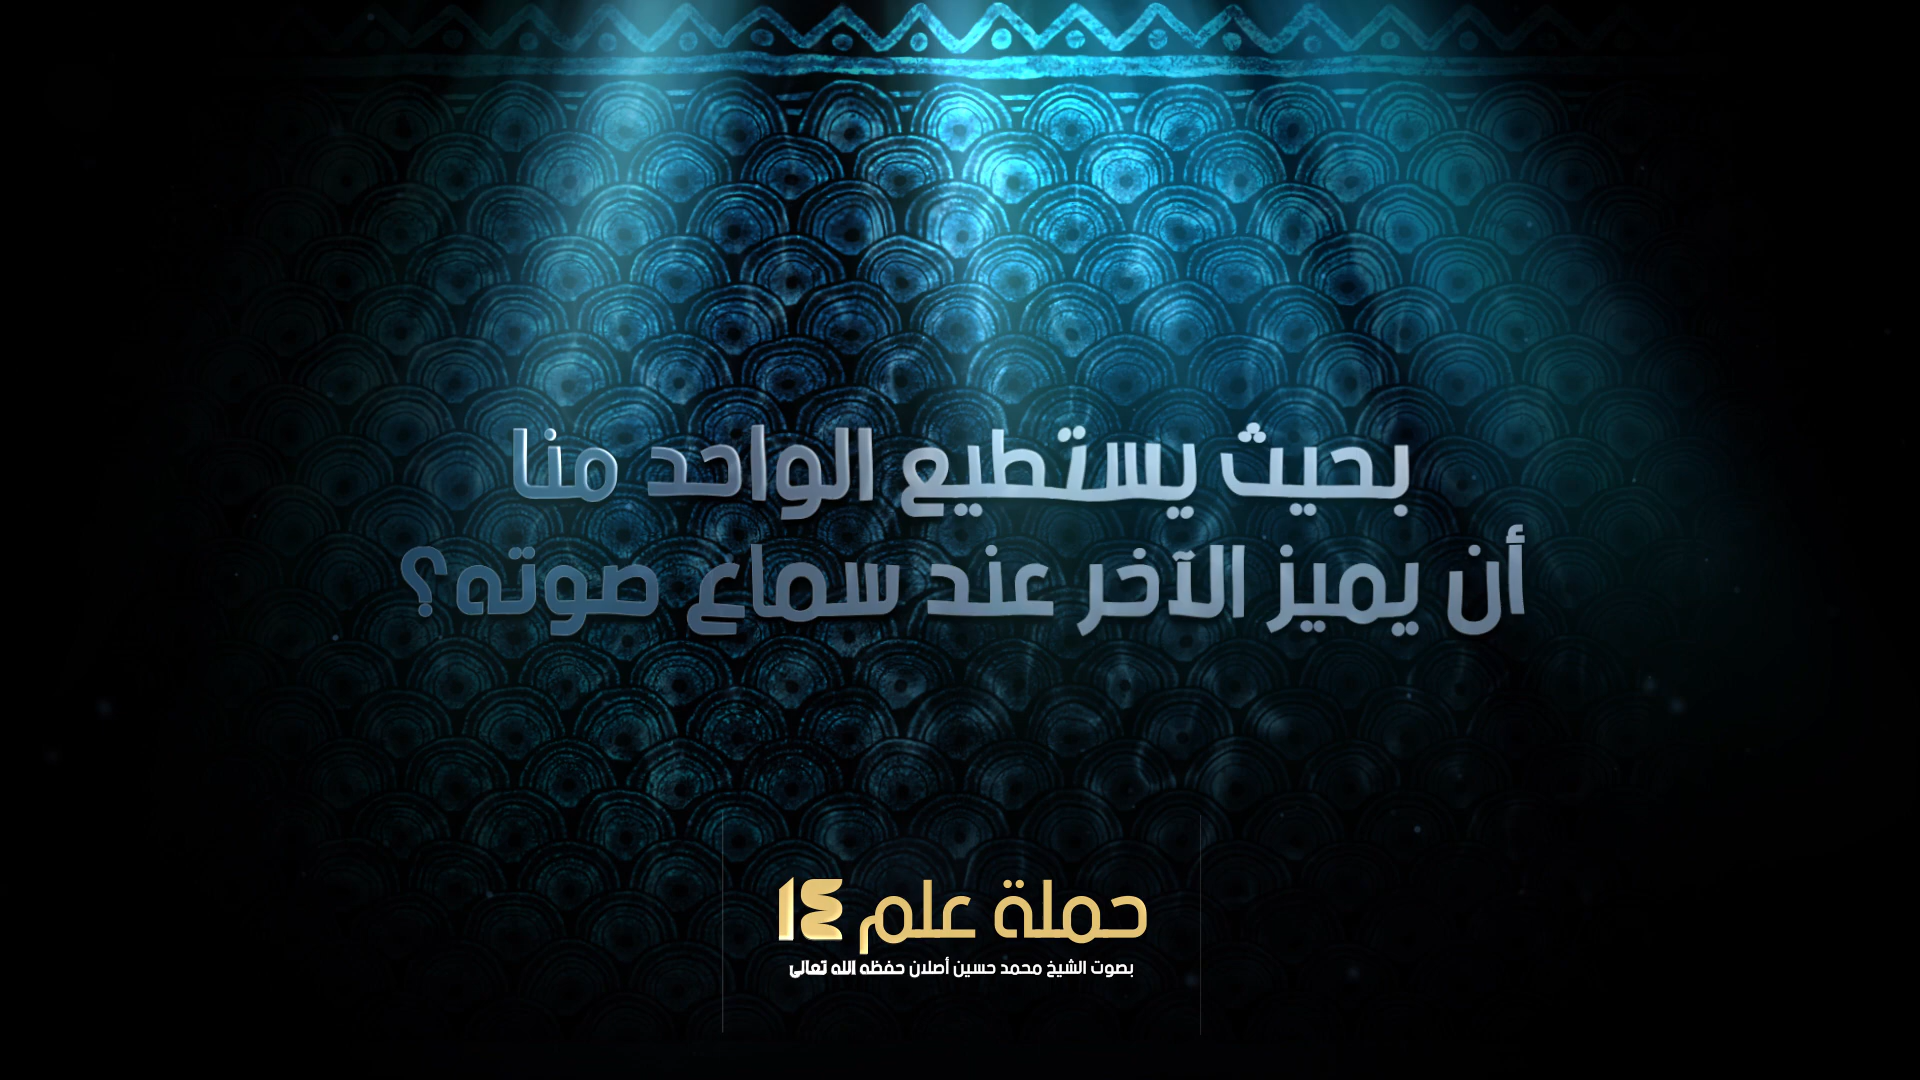 بحيث يستطيع الواحد منا
أن يميز الآخر عند سماع صوته؟
حملة علم ١٤
بصوت الشيخ محمد حسين أصلان حفظه الله تعالى